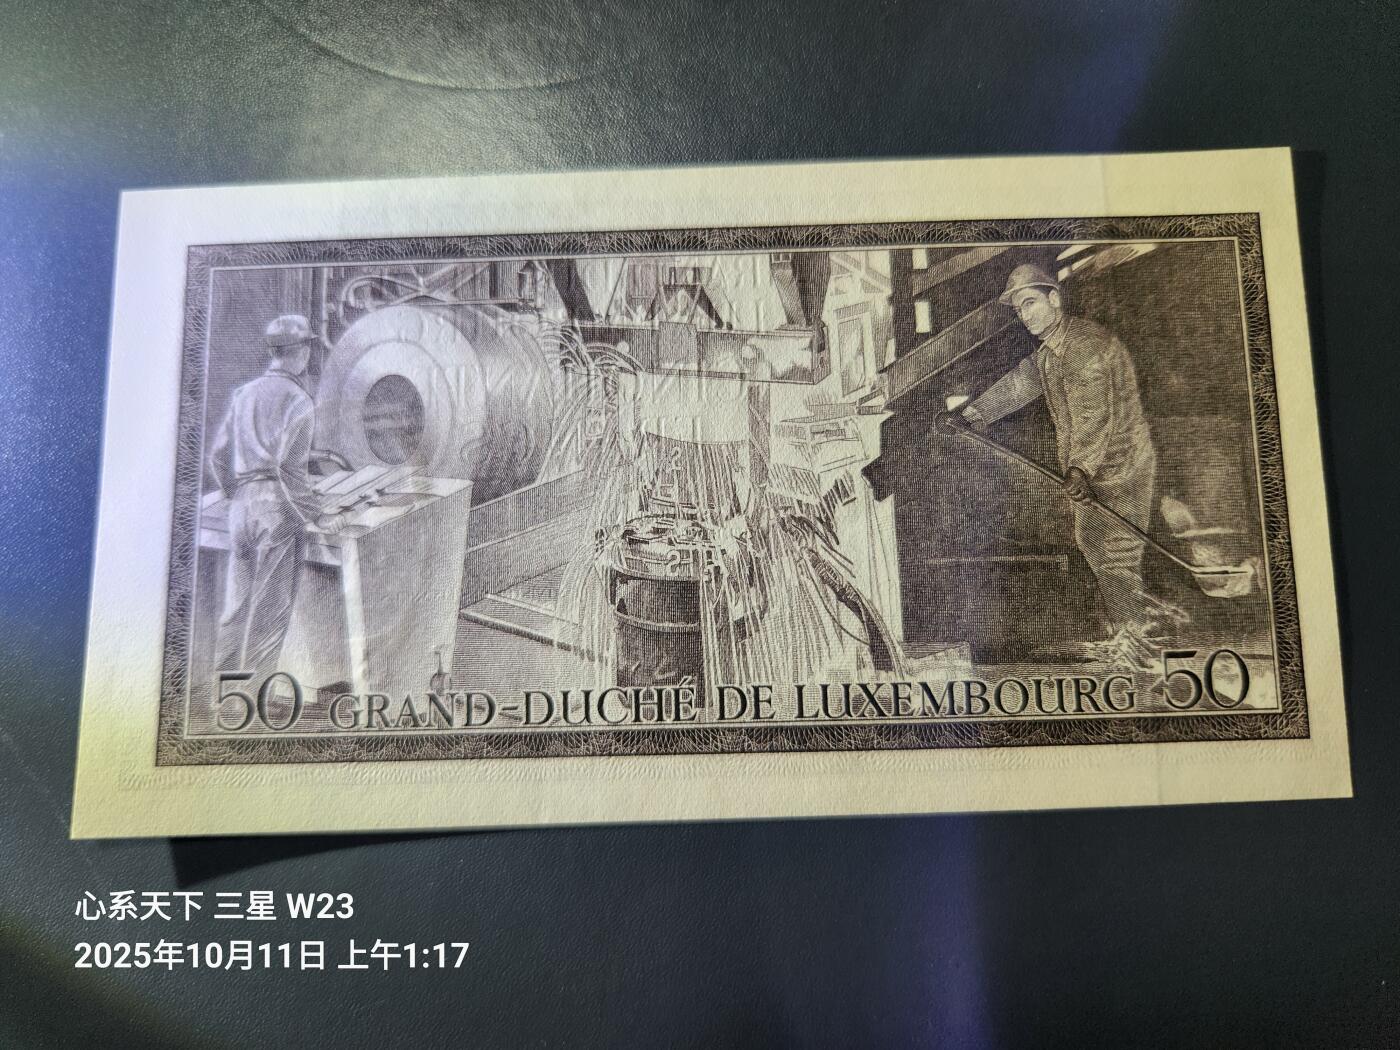 50 GRAND-DUCHÉ DE LUXEMBOURG 50
心系天下 三星 W23
2025年10月11日 上午1:17